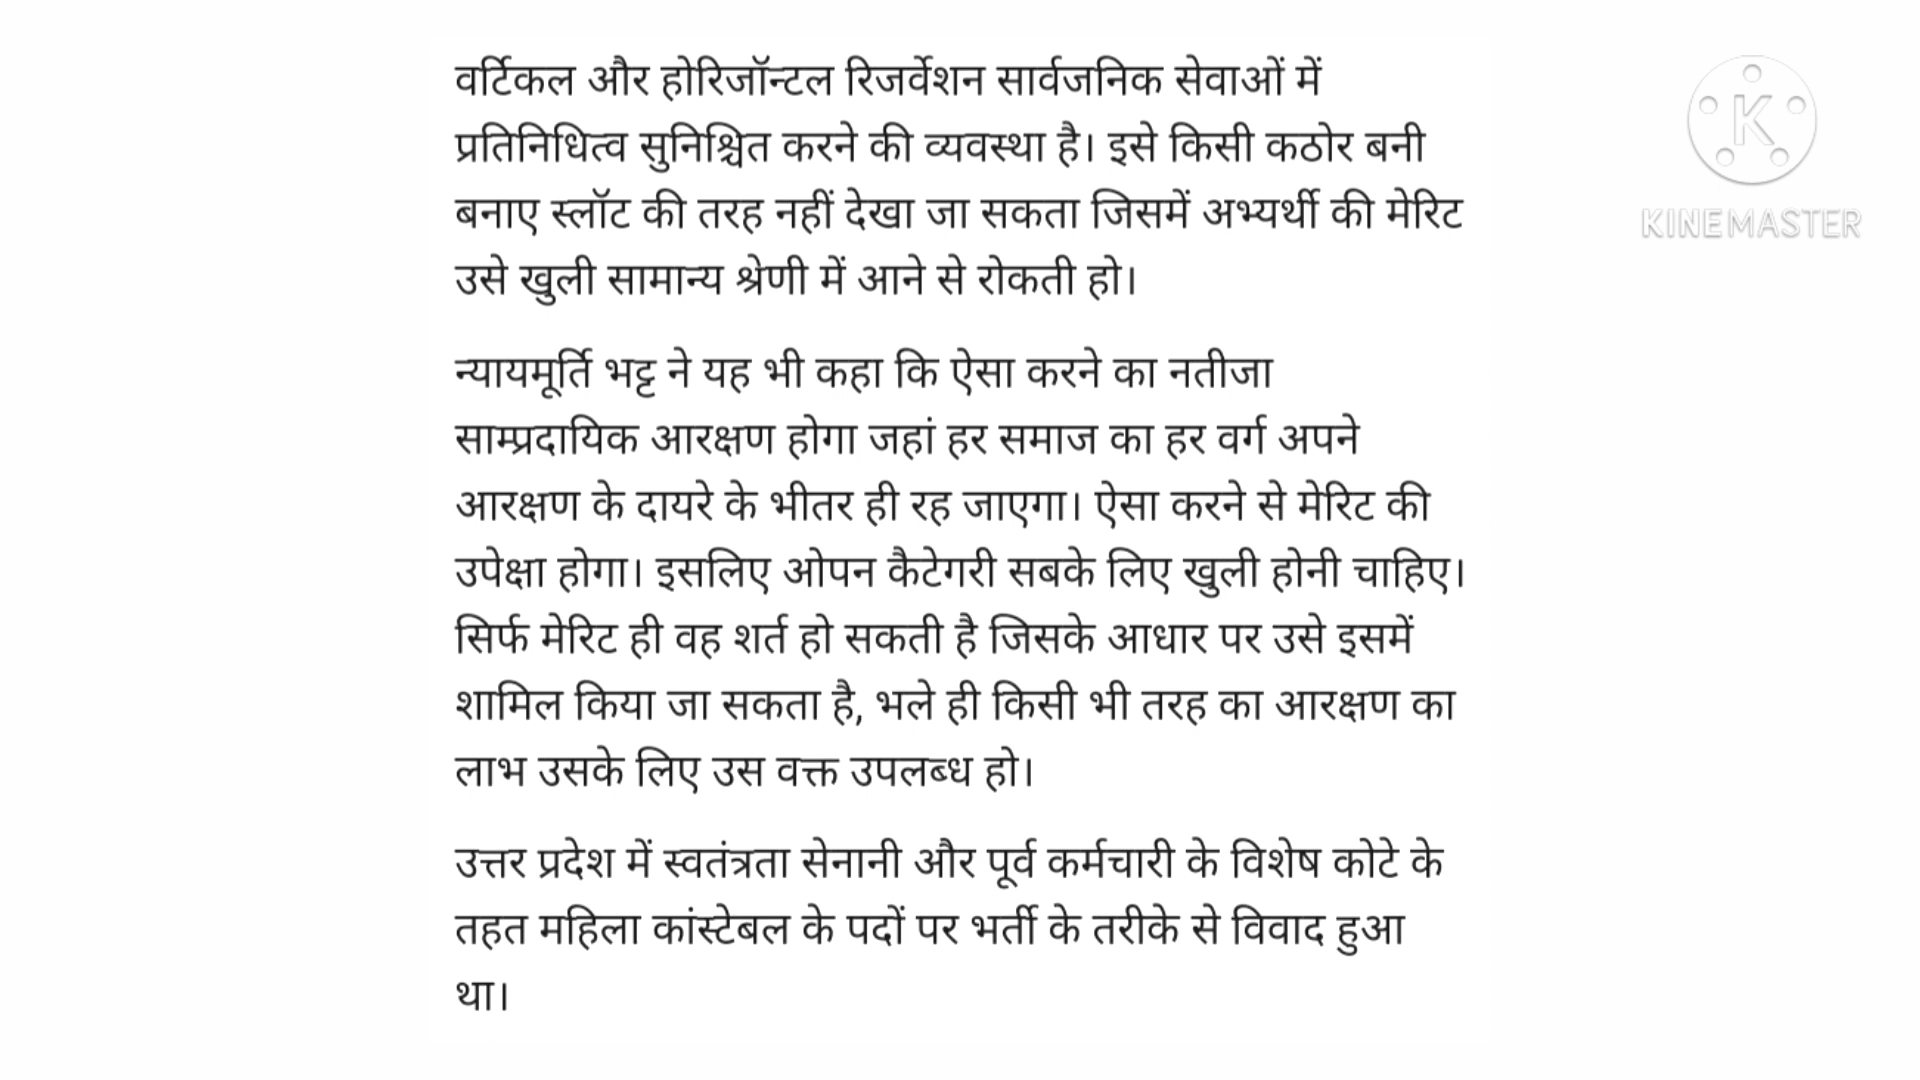 वर्टिकल और होरिजॉन्टल रिजर्वेशन सार्वजनिक सेवाओं में
प्रतिनिधित्व सुनिश्चित करने की व्यवस्था है। इसे किसी कठोर बनी
बनाए स्लॉट की तरह नहीं देखा जा सकता जिसमें अभ्यर्थी की मेरिट
उसे खुली सामान्य श्रेणी में आने से रोकती हो।
न्यायमूर्ति भट्ट ने यह भी कहा कि ऐसा करने का नतीजा
साम्प्रदायिक आरक्षण होगा जहां हर समाज का हर वर्ग अपने
आरक्षण के दायरे के भीतर ही रह जाएगा। ऐसा करने से मेरिट की
उपेक्षा होगा। इसलिए ओपन कैटेगरी सबके लिए खुली होनी चाहिए।
सिर्फ मेरिट ही वह शर्त हो सकती है जिसके आधार पर उसे इसमें
शामिल किया जा सकता है, भले ही किसी भी तरह का आरक्षण का
लाभ उसके लिए उस वक्त उपलब्ध हो।
उत्तर प्रदेश में स्वतंत्रता सेनानी और पूर्व कर्मचारी के विशेष कोटे के
तहत महिला कांस्टेबल के पदों पर भर्ती के तरीके से विवाद हुआ
था।
K
KINEMASTER